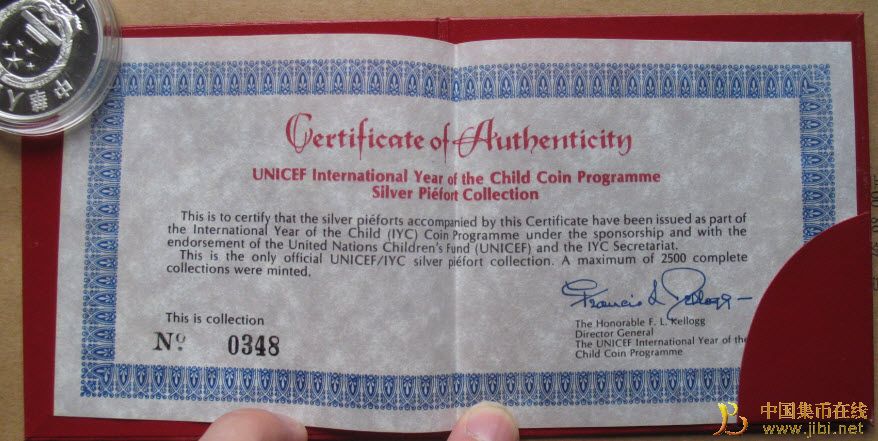 中華人
Certificate of Authenticity
UNICEF International Year of the Child Coin Programme
Silver Piéfort Collection
This is to certify that the silver piéforts accompanied by this Certificate have been issued as part of
the International Year of the Child (IYC) Coin Programme under the sponsorship and with the
endorsement of the United Nations Children's Fund (UNICEF) and the IYC Secretariat.
This is the only official UNICEF/IYC silver piéfort collection. A maximum of 2500 complete
collections were minted.
Francis L. Kellogg
This is collection
Nº 0348
The Honorable F. L. Kellogg
Director General
The UNICEF International Year of the
Child Coin Programme
中国集币在线
www.jibi.net